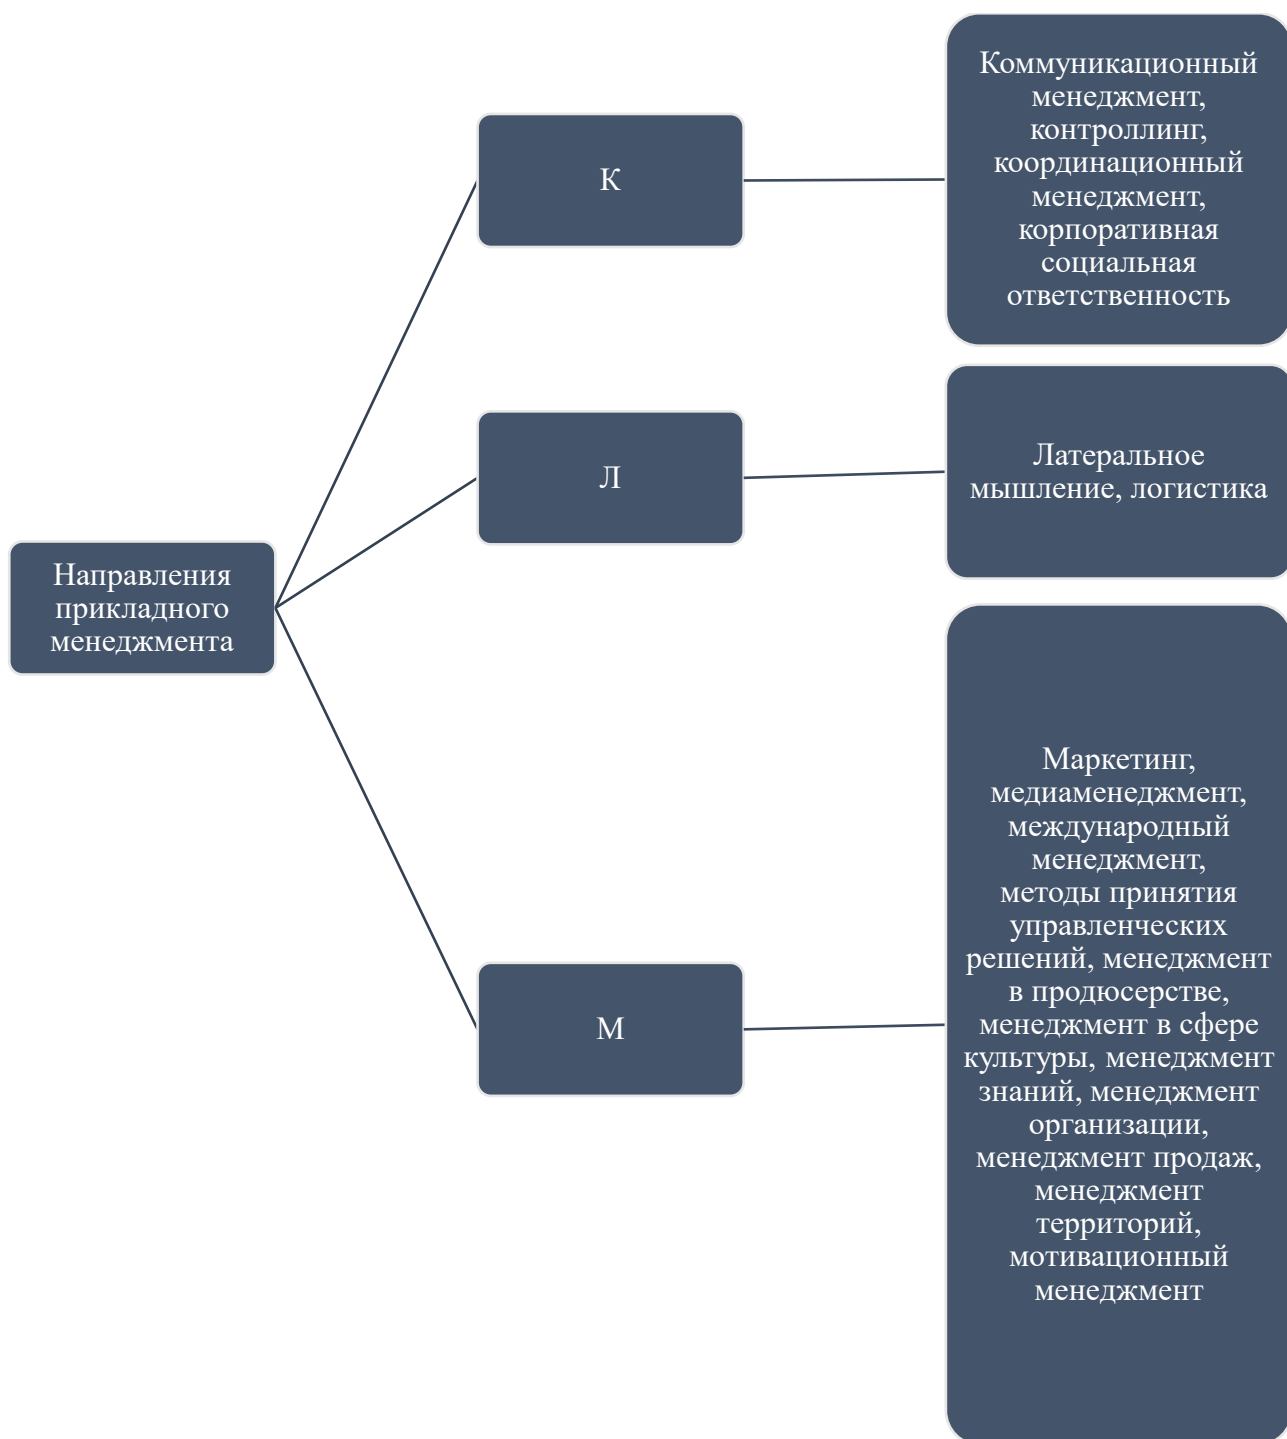 Направления
прикладного
менеджмента
К
Коммуникационный
менеджмент,
контроллинг,
координационный
менеджмент,
корпоративная
социальная
ответственность
Л
Латеральное
мышление, логистика
М
Маркетинг,
медиаменеджмент,
международный
менеджмент,
методы принятия
управленческих
решений, менеджмент
в продюсерстве,
менеджмент в сфере
культуры, менеджмент
знаний, менеджмент
организации,
менеджмент продаж,
менеджмент
территорий,
мотивационный
менеджмент